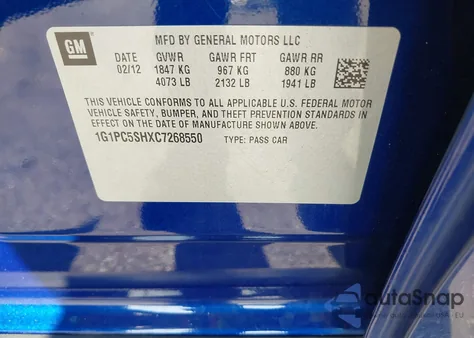 GM
MFD BY GENERAL MOTORS LLC
DATE GVWR GAWR FRT GAWR RR
02/12 1847 KG 967 KG 880 KG
4073 LB 2132 LB 1941 LB
THIS VEHICLE CONFORMS TO ALL APPLICABLE U.S. FEDERAL MOTOR
VEHICLE SAFETY, BUMPER, AND THEFT PREVENTION STANDARDS IN
EFFECT ON THE DATE OF MANUFACTURE SHOWN ABOVE.
1G1PC5SHXC7268550 TYPE: PASS CAR
autoSnap